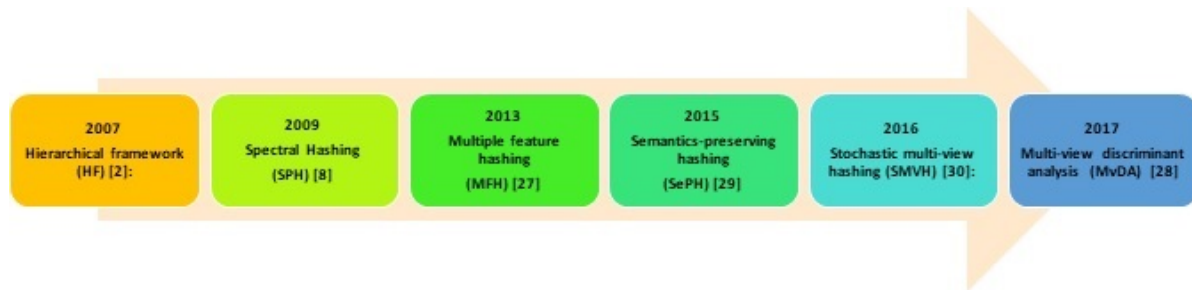 2007
Hierarchical framework
(HF) [2]:
2009
Spectral Hashing
(SPH) [8]
2013
Multiple feature
hashing
(MFH) [27]
2015
Semantics-preserving
hashing
(SePH) [29]
2016
Stochastic multi-view
hashing (SMVH) [30]:
2017
Multi-view discriminant
analysis (MvDA) [28]